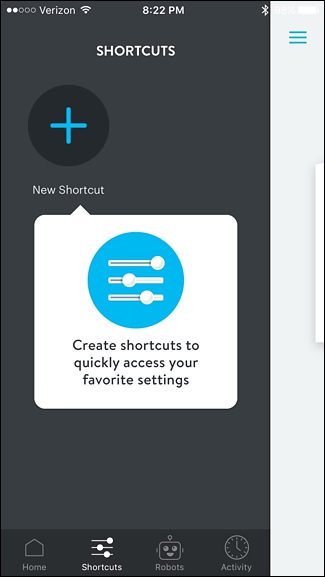 Verizon 8:22 PM
SHORTCUTS
New Shortcut
Create shortcuts to
quickly access your
favorite settings
Home Shortcuts Robots Activity